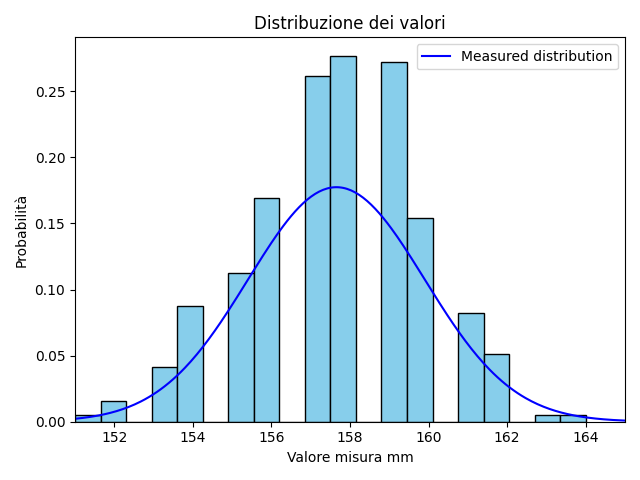 Distribuzione dei valori
Measured distribution
Probabilità
0.25
0.20
0.15
0.10
0.05
0.00
152 154 156 158 160 162 164
Valore misura mm